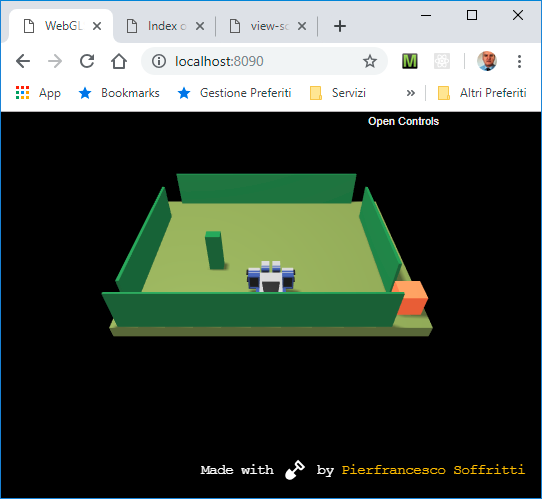 WebGL
Index o
view-so
localhost:8090
M
App
Bookmarks
Gestione Preferiti
Servizi
»
Altri Preferiti
Open Controls
Made with by Pierfrancesco Soffritti